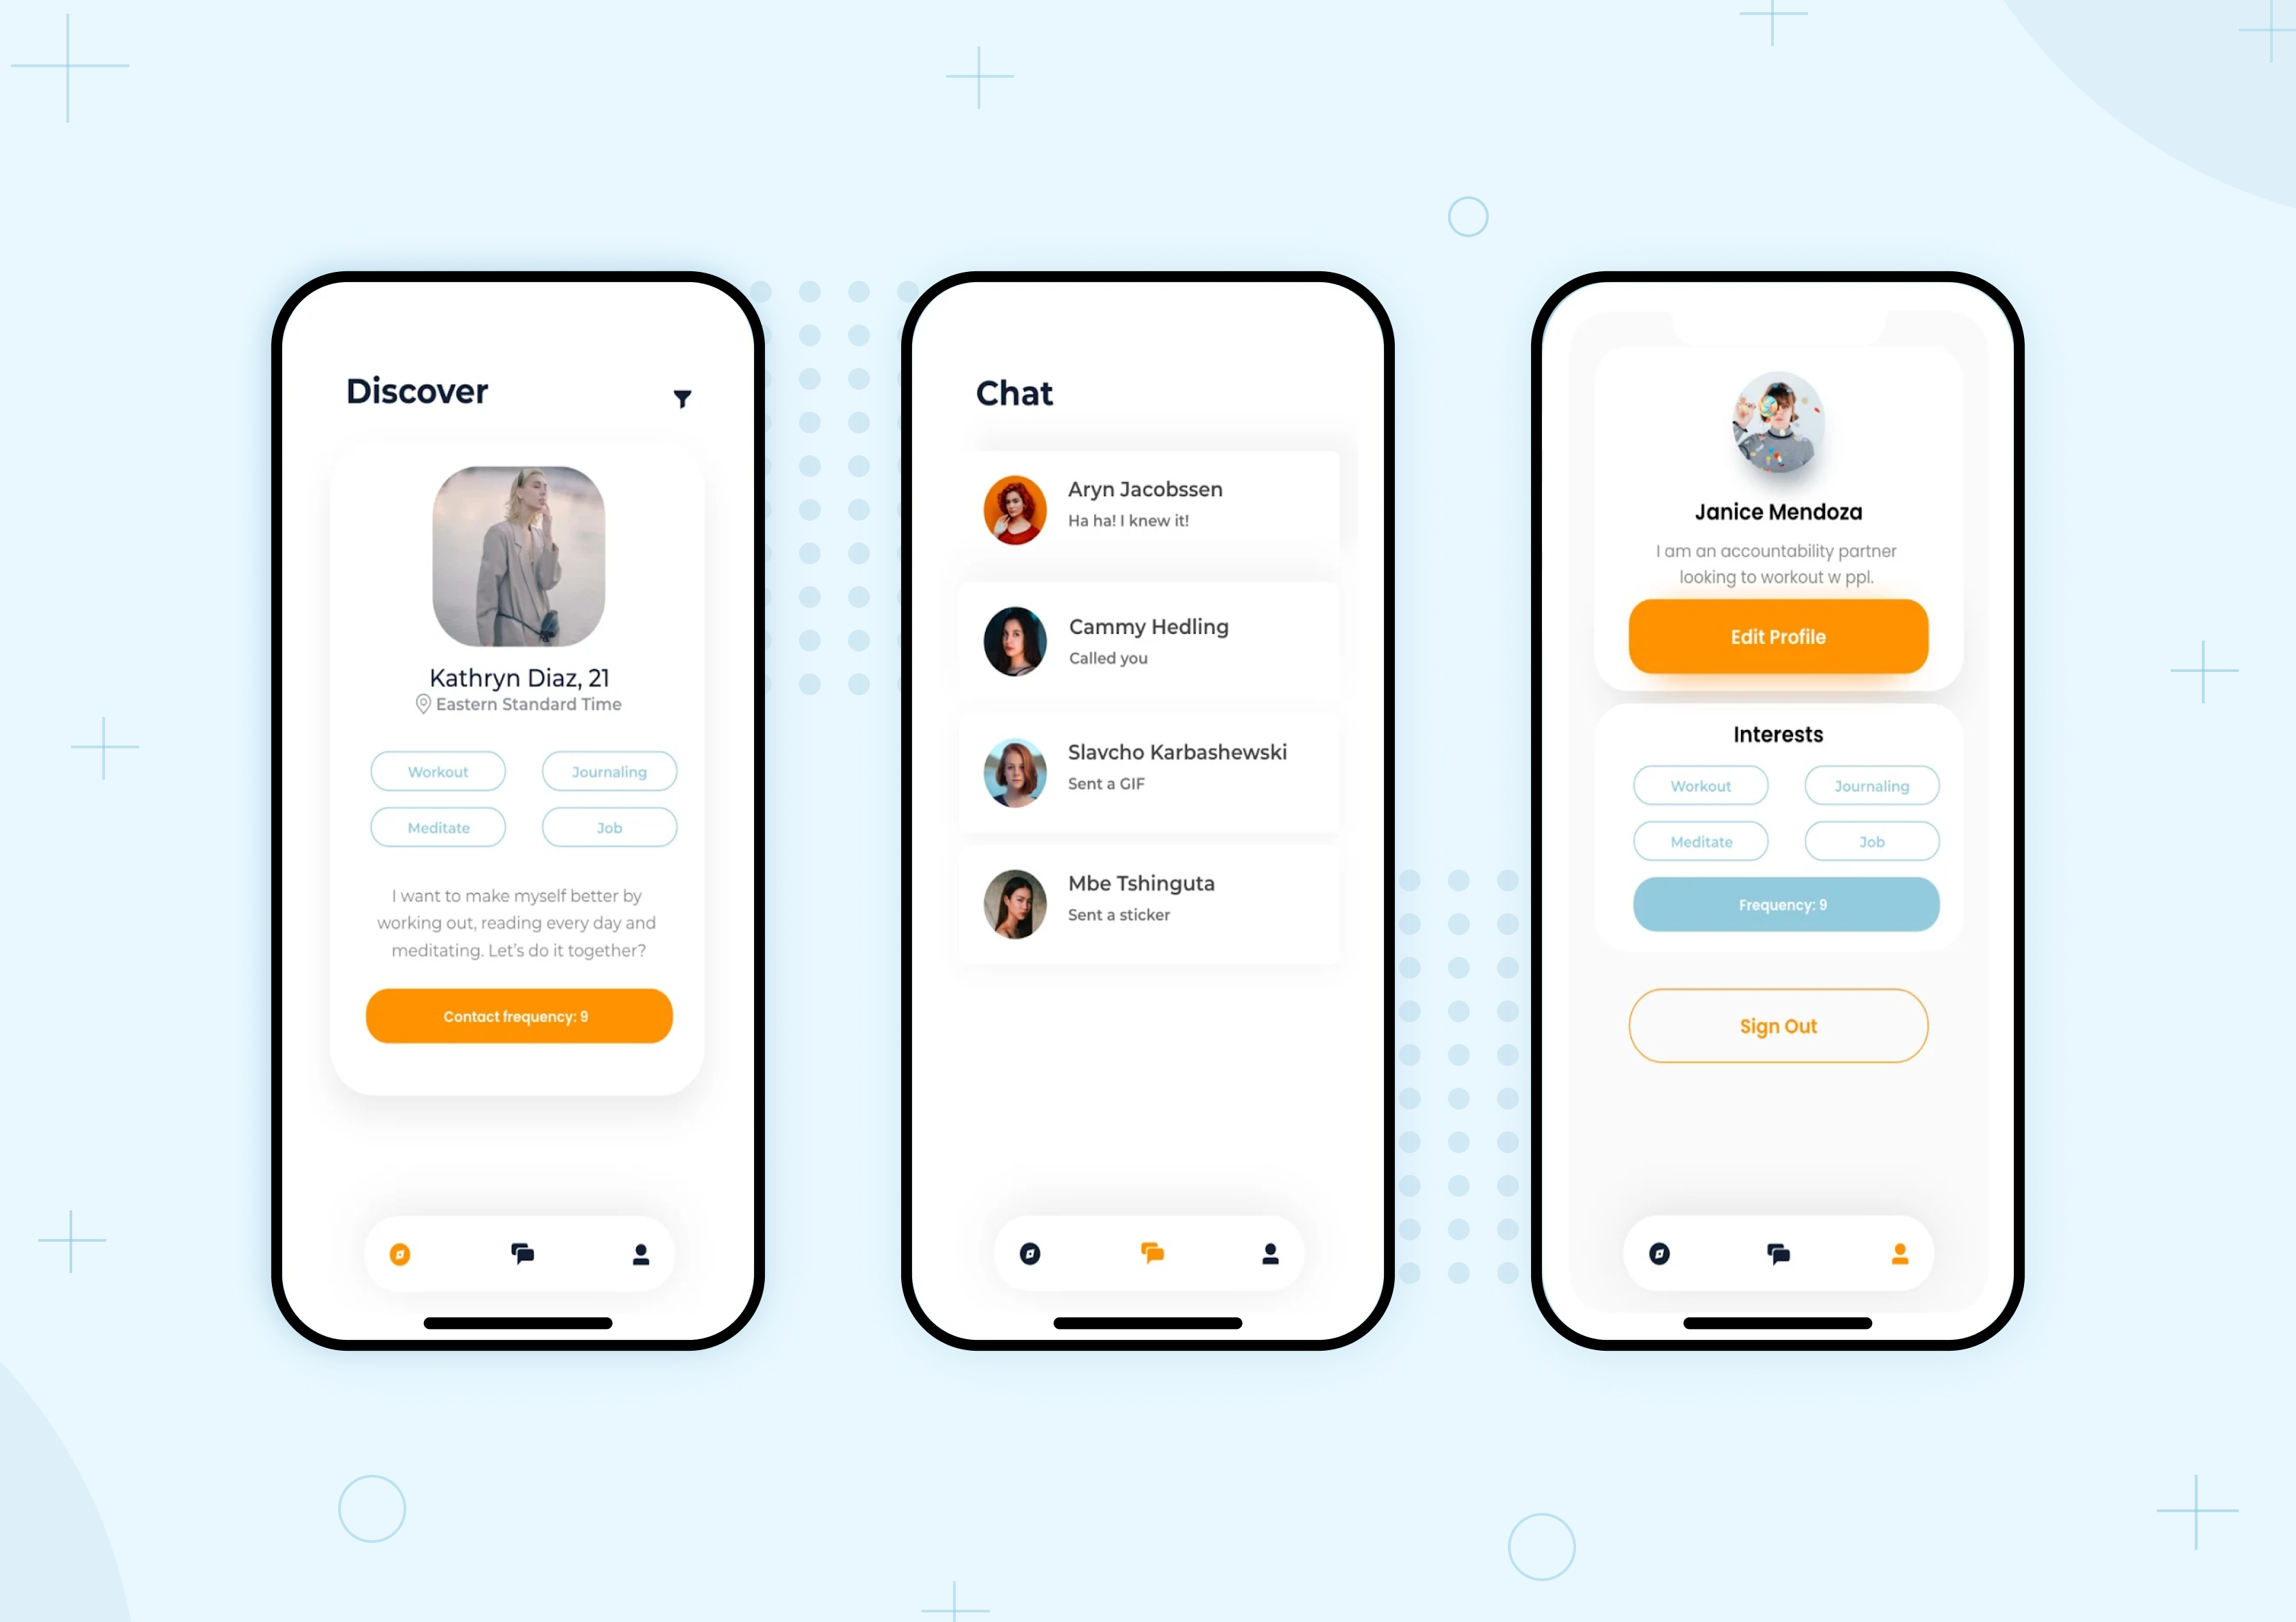 Discover
Kathryn Diaz, 21
Eastern Standard Time
Workout
Journaling
Meditate
Job
I want to make myself better by
working out, reading every day and
meditating. Let's do it together?
Contact frequency: 9
Chat
Aryn Jacobssen
Ha ha! I knew it!
Cammy Hedling
Called you
Slavcho Karbashewski
Sent a GIF
Mbe Tshinguta
Sent a sticker
Janice Mendoza
I am an accountability partner
looking to workout w ppl.
Edit Profile
Interests
Workout
Journaling
Meditate
Job
Frequency: 9
Sign Out